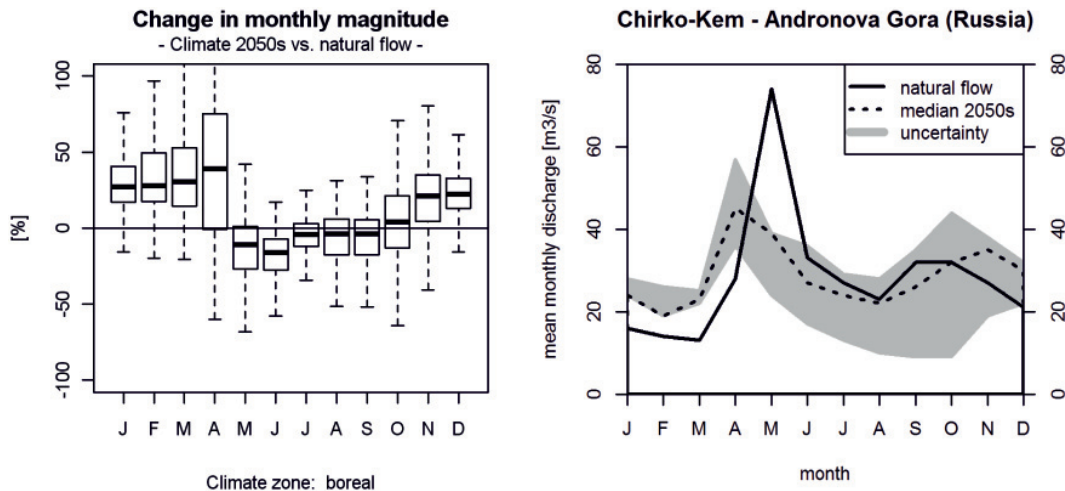 Change in monthly magnitude
- Climate 2050s vs. natural flow -
[%]
100
50
0
-50
-100
J F M A M J J A S O N D
Climate zone: boreal
Chirko-Kem - Andronova Gora (Russia)
mean monthly discharge [m3/s]
80
60
40
20
0
natural flow
median 2050s
uncertainty
80
60
40
20
0
J F M A M J J A S O N D
month